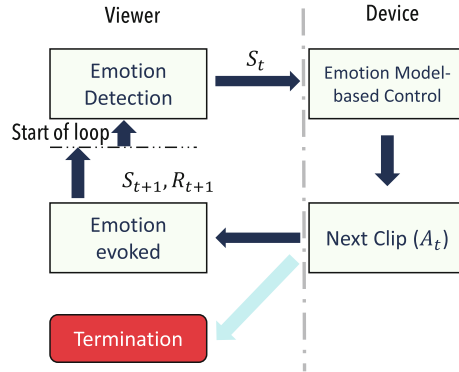 Viewer
Device
Emotion
Detection
S_t
Emotion Model-
based Control
Start of loop
S_{t+1}, R_{t+1}
Emotion
evoked
Next Clip (A_t)
Termination